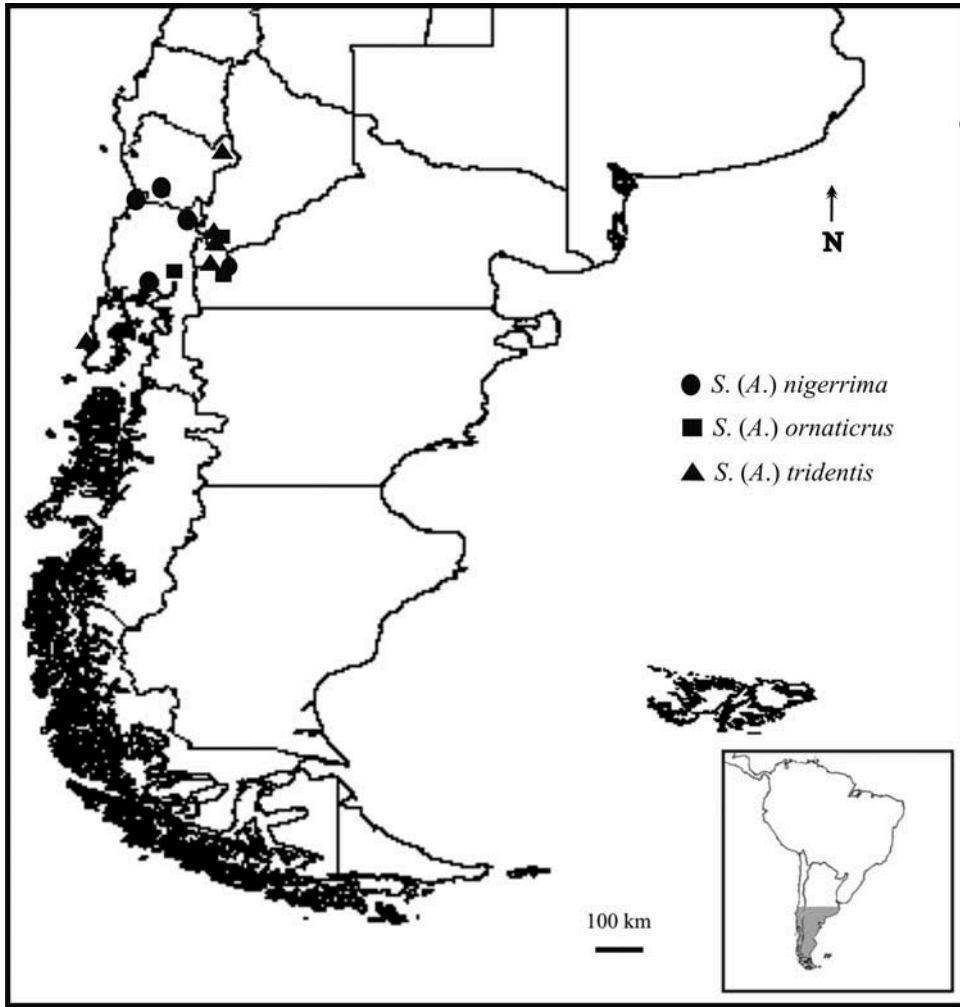 N
S. (A.) nigerrima
S. (A.) ornaticrus
S. (A.) tridentis
100 km